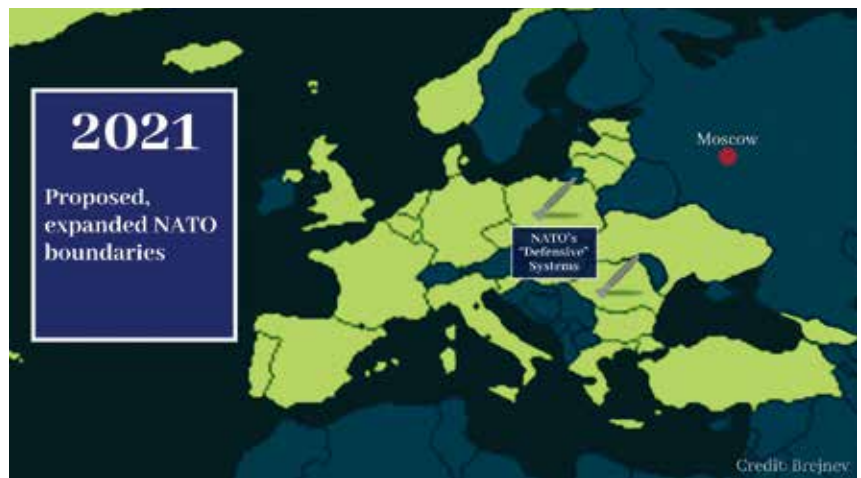 2021
Proposed,
expanded NATO
boundaries
Moscow
NATO's
"Defensive"
Systems
Credit: Brejnev